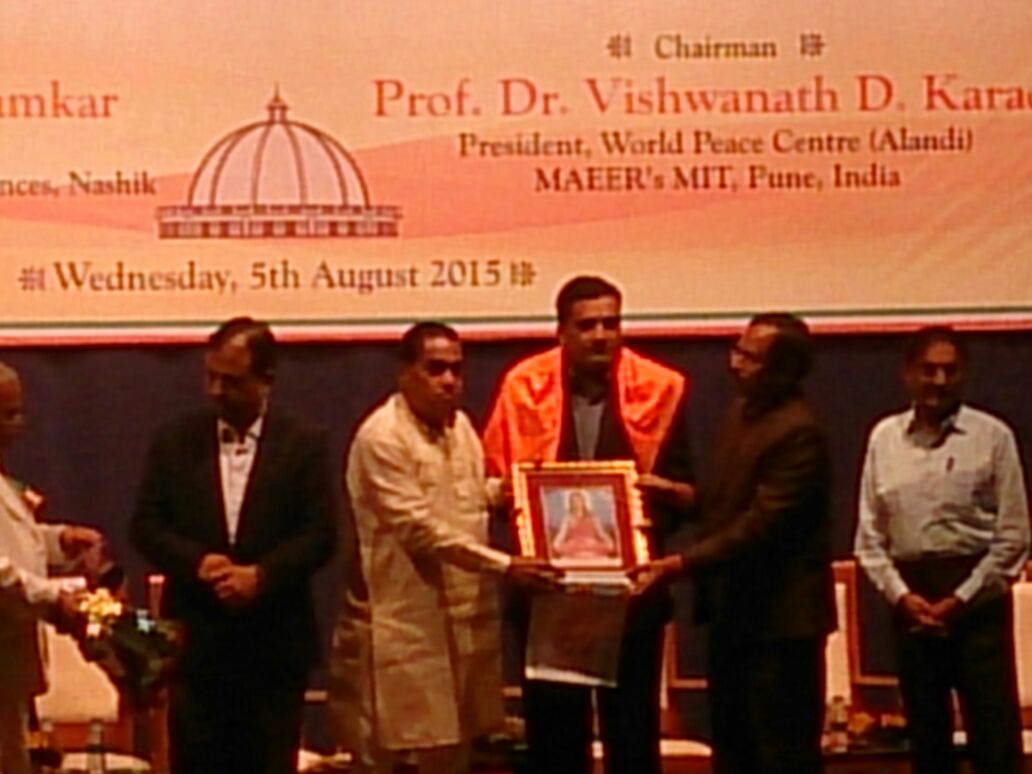 Chairman
amkar
Prof. Dr. Vishwanath D. Karad
President, World Peace Centre (Alandi)
nces, Nashik
MAEER's MIT, Pune, India
Wednesday, 5th August 2015